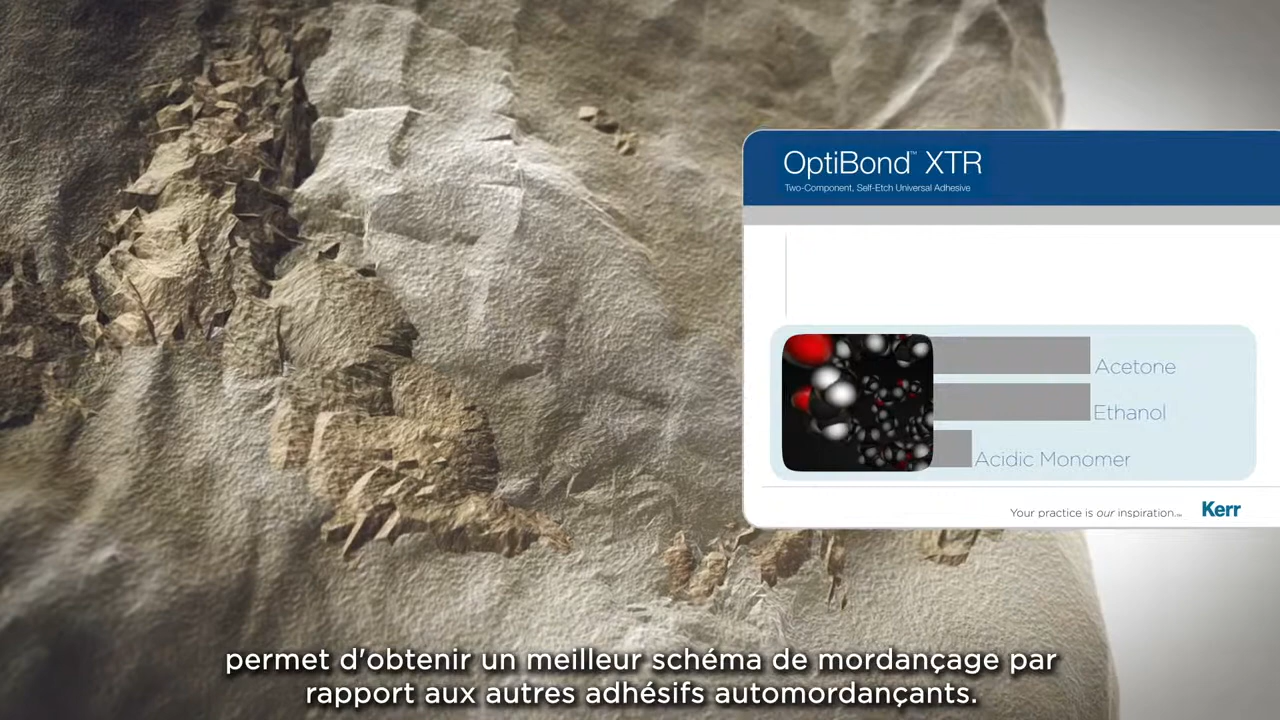 OptiBond™ XTR
Two-Component, Self-Etch Universal Adhesive
Acetone
Ethanol
Acidic Monomer
Your practice is our inspiration.™
Kerr
permet d'obtenir un meilleur schéma de mordançage par
rapport aux autres adhésifs automordançants.